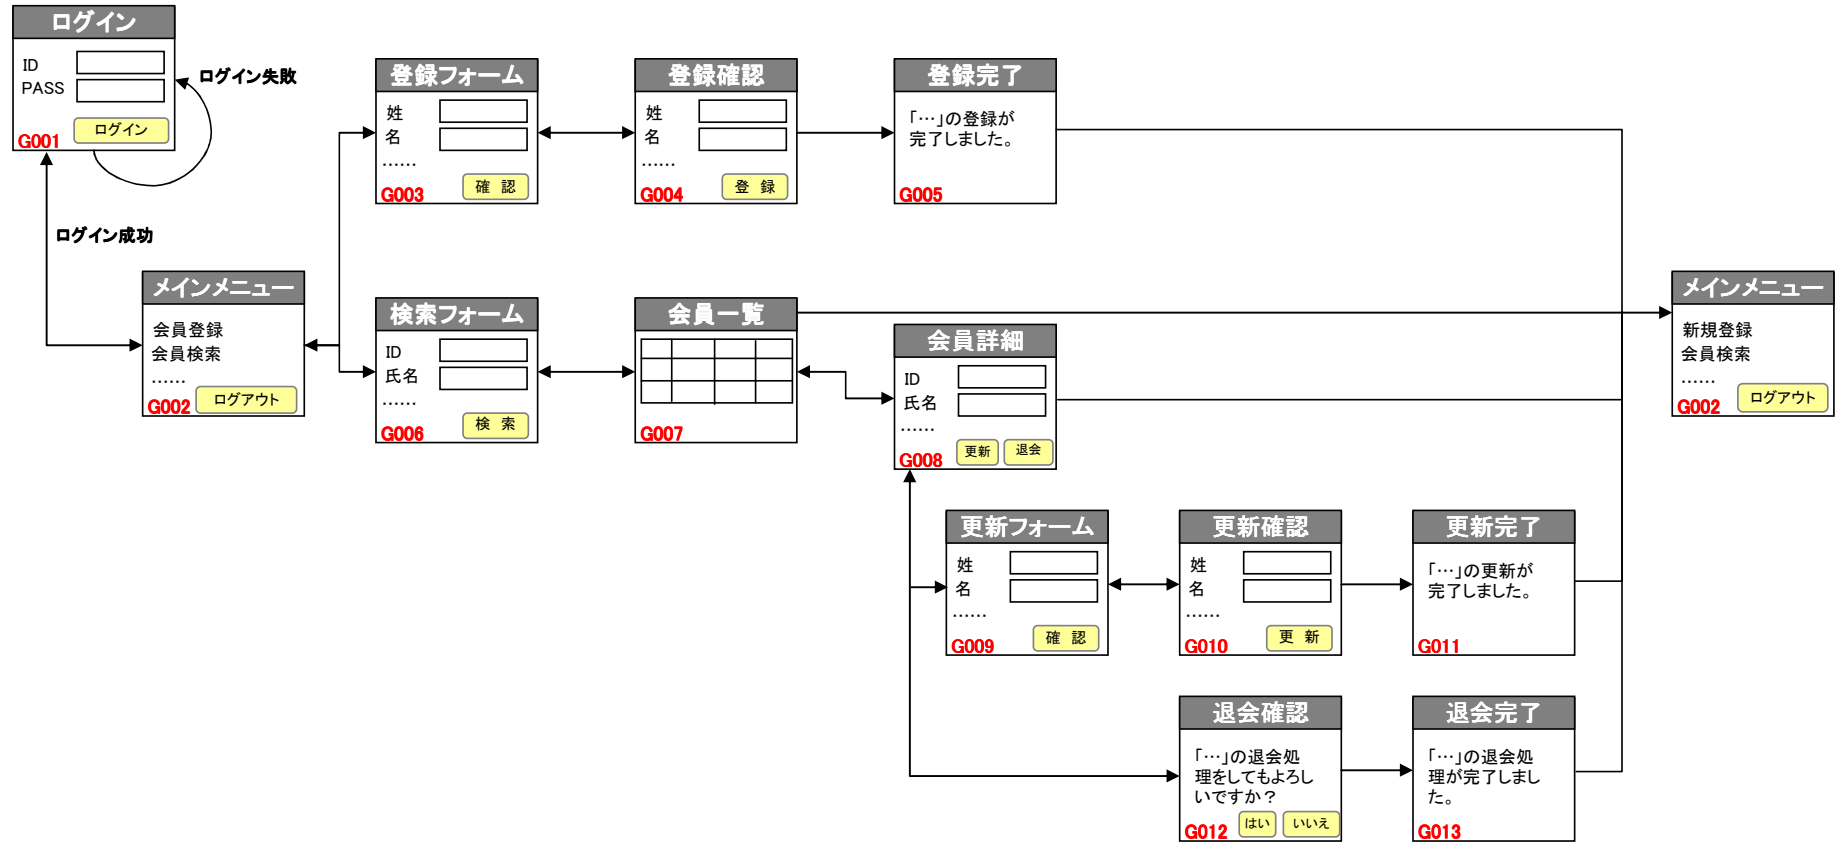 ログイン
ID
PASS
ログイン
G001
ログイン失敗
ログイン成功
メインメニュー
会員登録
会員検索
……
ログアウト
G002
登録フォーム
姓
名
……
確 認
G003
登録確認
姓
名
……
登 録
G004
登録完了
「…」の登録が
完了しました。
G005
検索フォーム
ID
氏名
……
検 索
G006
会員一覧
G007
会員詳細
ID
氏名
……
更新
退会
G008
メインメニュー
新規登録
会員検索
……
ログアウト
G002
更新フォーム
姓
名
……
確 認
G009
更新確認
姓
名
……
更 新
G010
更新完了
「…」の更新が
完了しました。
G011
退会確認
「…」の退会処
理をしてもよろし
いですか？
はい
いいえ
G012
退会完了
「…」の退会処
理が完了しまし
た。
G013